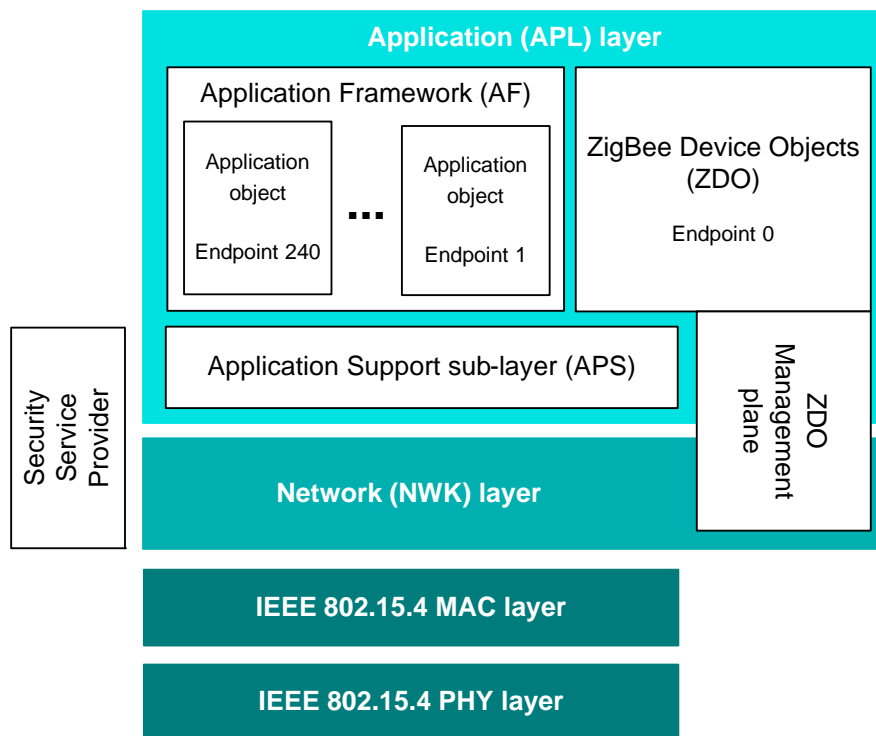 Application (APL) layer
Application Framework (AF)
Application
object
Endpoint 240
...
Application
object
Endpoint 1
ZigBee Device Objects
(ZDO)
Endpoint 0
Security
Service
Provider
Application Support sub-layer (APS)
ZDO
Management
plane
Network (NWK) layer
IEEE 802.15.4 MAC layer
IEEE 802.15.4 PHY layer